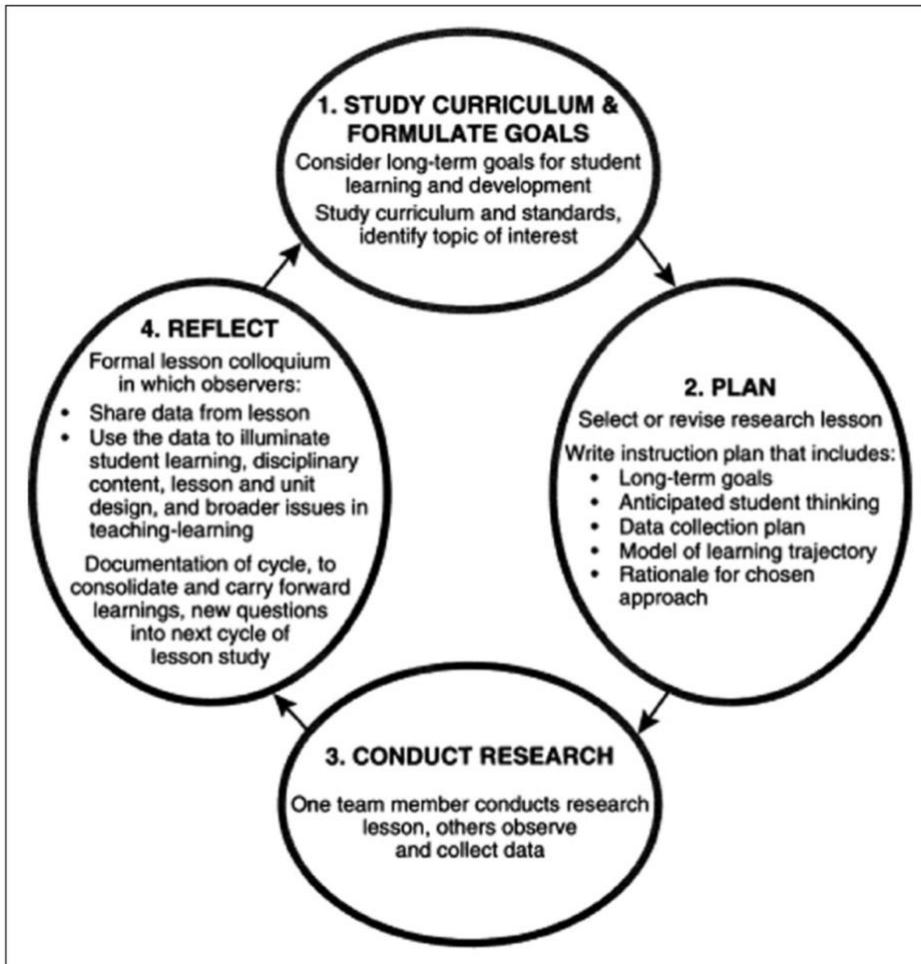 1. STUDY CURRICULUM &
FORMULATE GOALS
Consider long-term goals for student
learning and development
Study curriculum and standards,
identify topic of interest
2. PLAN
Select or revise research lesson
Write instruction plan that includes:
• Long-term goals
• Anticipated student thinking
• Data collection plan
• Model of learning trajectory
• Rationale for chosen
approach
3. CONDUCT RESEARCH
One team member conducts research
lesson, others observe
and collect data
4. REFLECT
Formal lesson colloquium
in which observers:
• Share data from lesson
• Use the data to illuminate
student learning, disciplinary
content, lesson and unit
design, and broader issues in
teaching-learning
Documentation of cycle, to
consolidate and carry forward
learnings, new questions
into next cycle of
lesson study